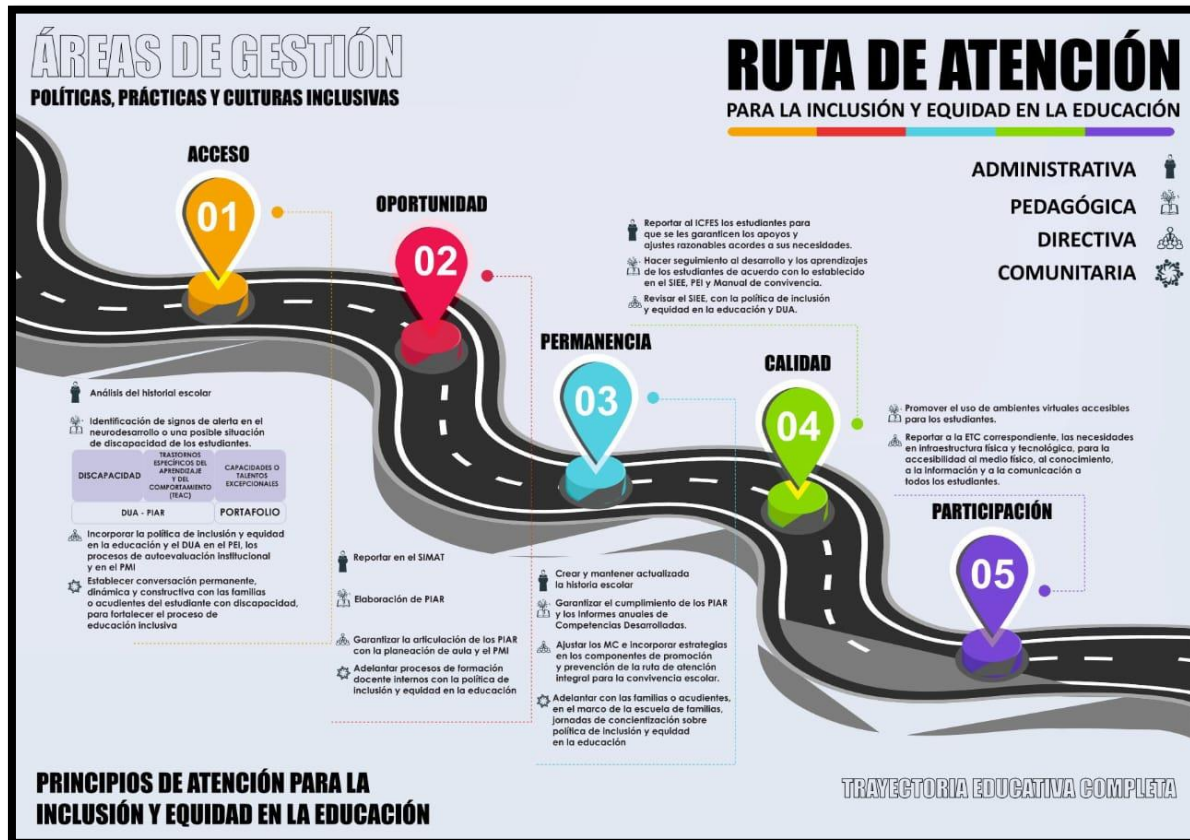 ÁREAS DE GESTIÓN
POLÍTICAS, PRÁCTICAS Y CULTURAS INCLUSIVAS
RUTA DE ATENCIÓN
PARA LA INCLUSIÓN Y EQUIDAD EN LA EDUCACIÓN
ADMINISTRATIVA
PEDAGÓGICA
DIRECTIVA
COMUNITARIA
ACCESO
01
Análisis del historial escolar
Identificación de signos de alerta en el
neurodesarrollo o una posible situación
de discapacidad de los estudiantes.
DISCAPACIDAD
TRASTORNOS
ESPECÍFICOS DEL
APRENDIZAJE
Y DEL
COMPORTAMIENTO
(TEAC)
CAPACIDADES O
TALENTOS
EXCEPCIONALES
DUA - PIAR
PORTAFOLIO
Incorporar la política de inclusión y equidad
en la educación y el DUA en el PEI, los
procesos de autoevaluación institucional
y en el PMI
Establecer conversación permanente,
dinámica y constructiva con las familias
o acudientes del estudiante con discapacidad,
para fortalecer el proceso de
educación inclusiva
OPORTUNIDAD
02
Reportar en el SIMAT
Elaboración de PIAR
Garantizar la articulación de los PIAR
con la planeación de aula y el PMI
Adelantar procesos de formación
docente internos con la política de
inclusión y equidad en la educación
PERMANENCIA
03
Crear y mantener actualizada
la historia escolar
Garantizar el cumplimiento de los PIAR
y los Informes anuales de
Competencias Desarrolladas.
Ajustar los MC e incorporar estrategias
en los componentes de promoción
y prevención de la ruta de atención
integral para la convivencia escolar.
Adelantar con las familias o acudientes,
en el marco de la escuela de familias,
jornadas de concientización sobre
política de inclusión y equidad
en la educación
Reportar al ICFES los estudiantes para
que se les garanticen los apoyos y
ajustes razonables acordes a sus necesidades.
Hacer seguimiento al desarrollo y los aprendizajes
de los estudiantes de acuerdo con lo establecido
en el SIEE, PEI y Manual de convivencia.
Revisar el SIEE, con la política de inclusión
y equidad en la educación y DUA.
CALIDAD
04
Promover el uso de ambientes virtuales accesibles
para los estudiantes.
Reportar a la ETC correspondiente, las necesidades
en infraestructura física y tecnológica, para la
accesibilidad al medio físico, al conocimiento,
a la información y a la comunicación a
todos los estudiantes.
PARTICIPACIÓN
05
PRINCIPIOS DE ATENCIÓN PARA LA
INCLUSIÓN Y EQUIDAD EN LA EDUCACIÓN
TRAYECTORIA EDUCATIVA COMPLETA